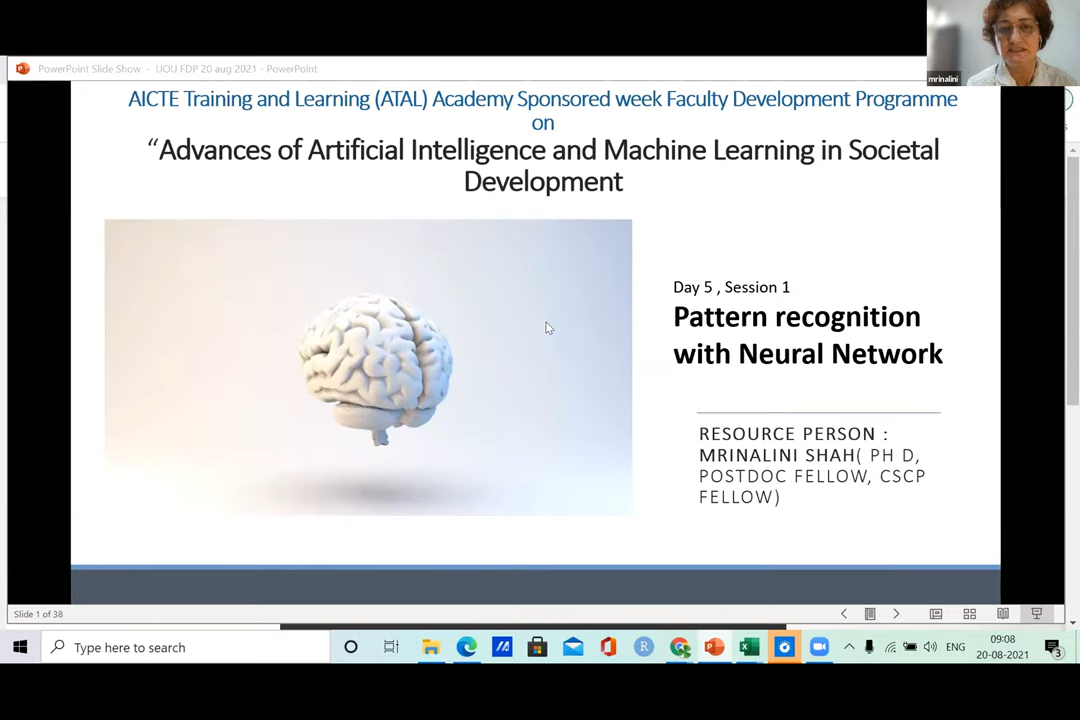 mrinalini
PowerPoint Slide Show - UOU FDP 20 aug 2021 - PowerPoint
AICTE Training and Learning (ATAL) Academy Sponsored week Faculty Development Programme
on
“Advances of Artificial Intelligence and Machine Learning in Societal
Development
Day 5 , Session 1
Pattern recognition
with Neural Network
RESOURCE PERSON :
MRINALINI SHAH( PH D,
POSTDOC FELLOW, CSCP
FELLOW)
Slide 1 of 38
Type here to search
R
ENG
09:08
20-08-2021
3